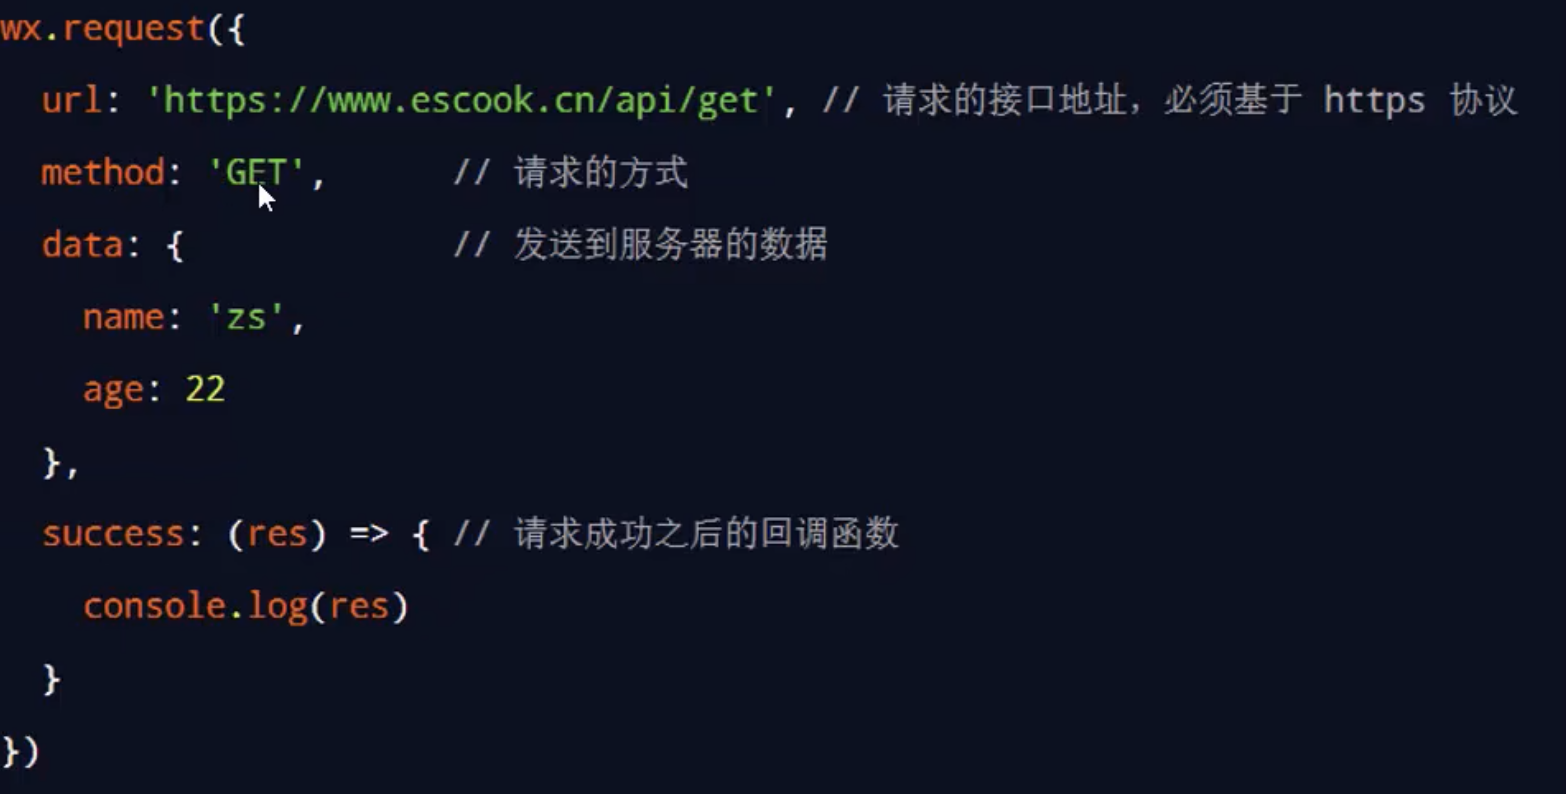 wx.request({
  url: 'https://www.escook.cn/api/get', // 请求的接口地址，必须基于 https 协议
  method: 'GET',      // 请求的方式
  data: {             // 发送到服务器的数据
    name: 'zs',
    age: 22
  },
  success: (res) => { // 请求成功之后的回调函数
    console.log(res)
  }
})